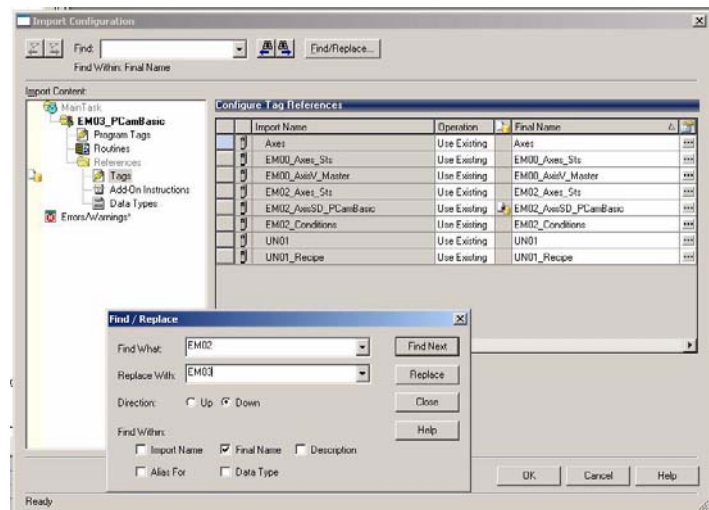 Import Configuration
Find: Find/Replace...
Find Within: Final Name
Import Content:
MainTask
EM03_PCamBasic
Program Tags
Routines
References
Tags
Add-On Instructions
Data Types
Errors/Warnings*
Configure Tag References
Import Name Operation Final Name
Axes Use Existing Axes
EM00_Axes_Sts Use Existing EM00_Axes_Sts
EM00_AxisV_Master Use Existing EM00_AxisV_Master
EM02_Axes_Sts Use Existing EM02_Axes_Sts
EM02_AxisSD_PCamBasic Use Existing EM02_AxisSD_PCamBasic
EM02_Conditions Use Existing EM02_Conditions
UN01 Use Existing UN01
UN01_Recipe Use Existing UN01_Recipe
Find / Replace
Find What: EM02 Find Next
Replace With: EM03 Replace
Direction: Up Down Close
Find Within: Help
Import Name Final Name Description
Alias For Data Type
OK Cancel Help
Ready